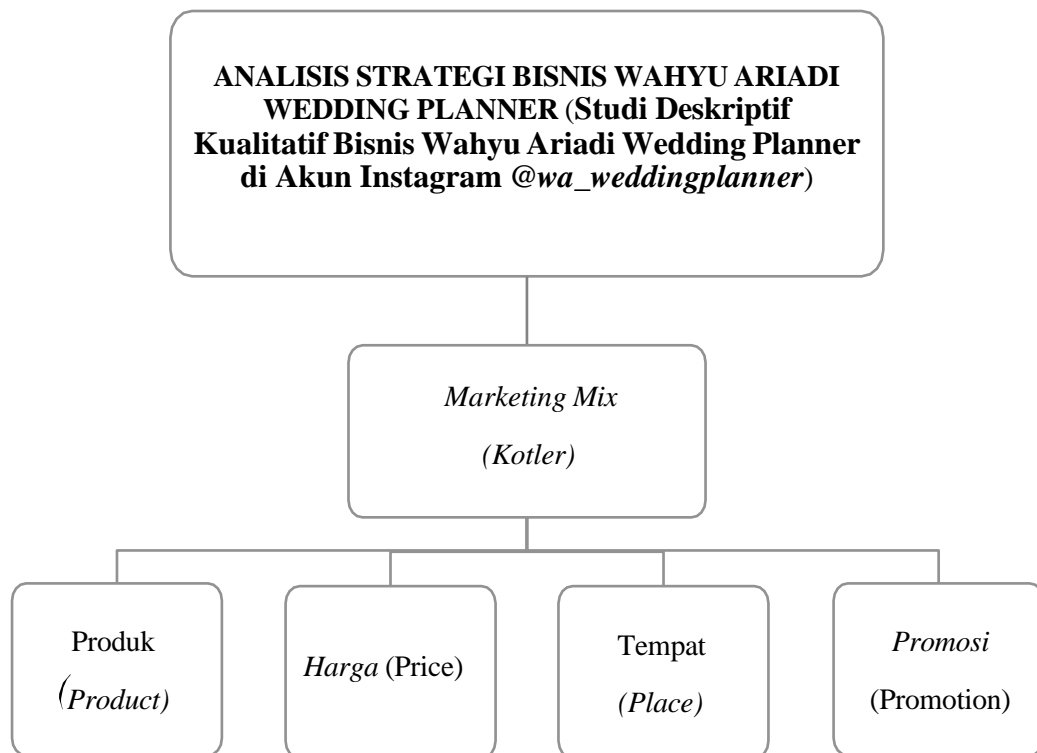 ANALISIS STRATEGI BISNIS WAHYU ARIADI
WEDDING PLANNER (Studi Deskriptif
Kualitatif Bisnis Wahyu Ariadi Wedding Planner
di Akun Instagram @wa_weddingplanner)
Marketing Mix
(Kotler)
Produk
(Product)
Harga (Price)
Tempat
(Place)
Promosi
(Promotion)